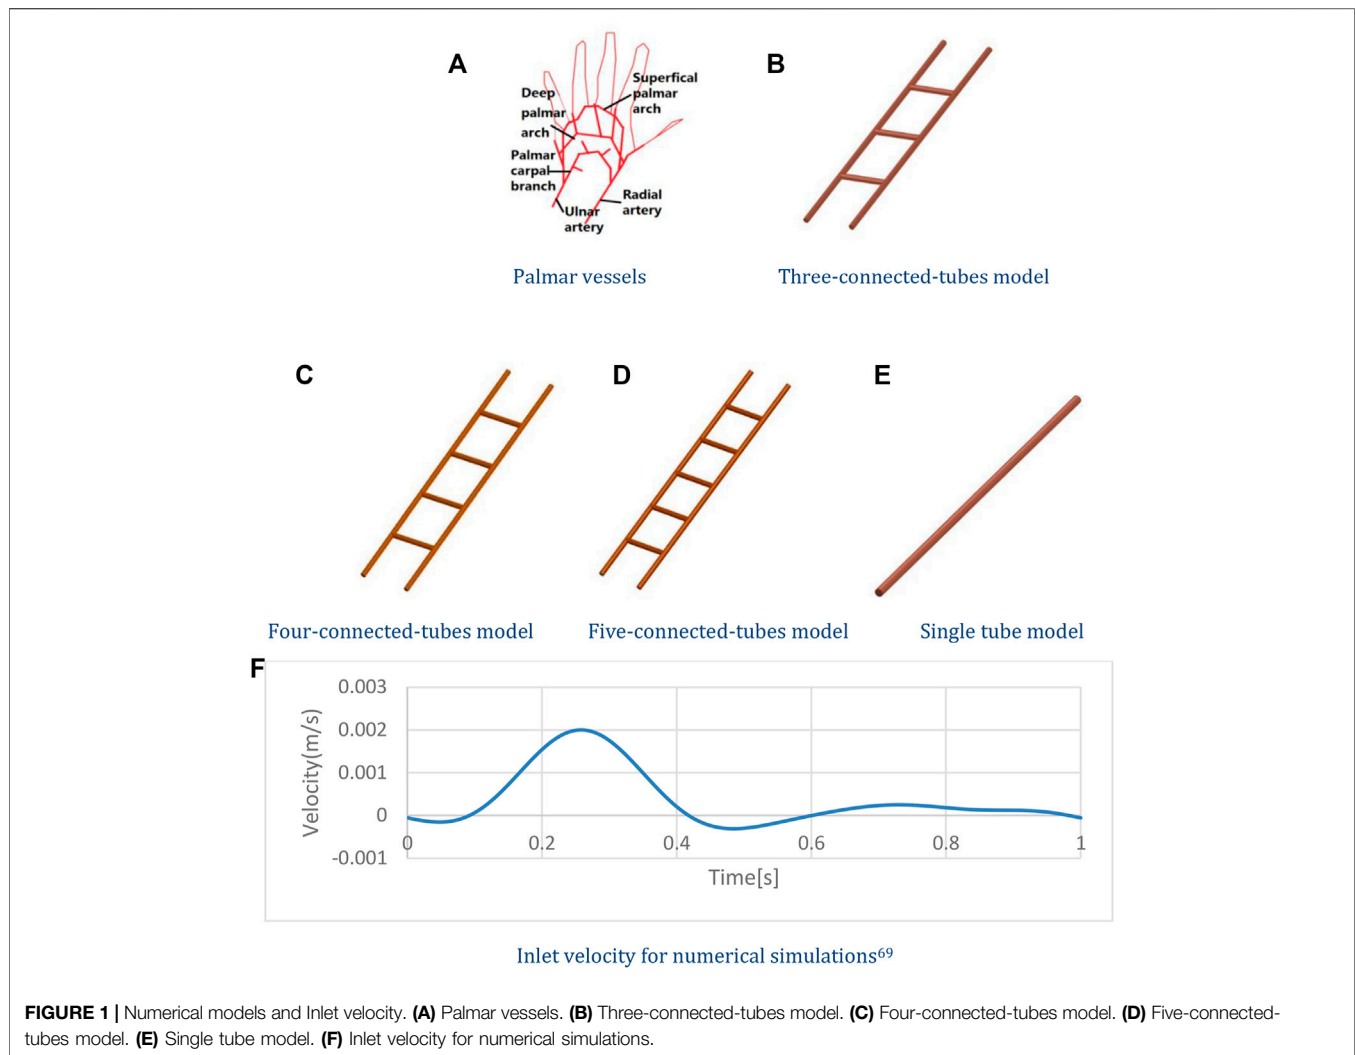 A
Deep
palmar
arch
Superfical
palmar
arch
Palmar
carpal
branch
Radial
artery
Ulnar
artery
Palmar vessels
B
Three-connected-tubes model
C
Four-connected-tubes model
D
Five-connected-tubes model
E
Single tube model
F
Velocity(m/s)
0.003
0.002
0.001
0
-0.001
0 0.2 0.4 0.6 0.8 1
Time[s]
Inlet velocity for numerical simulations⁶⁹
FIGURE 1 | Numerical models and Inlet velocity. (A) Palmar vessels. (B) Three-connected-tubes model. (C) Four-connected-tubes model. (D) Five-connected-
tubes model. (E) Single tube model. (F) Inlet velocity for numerical simulations.